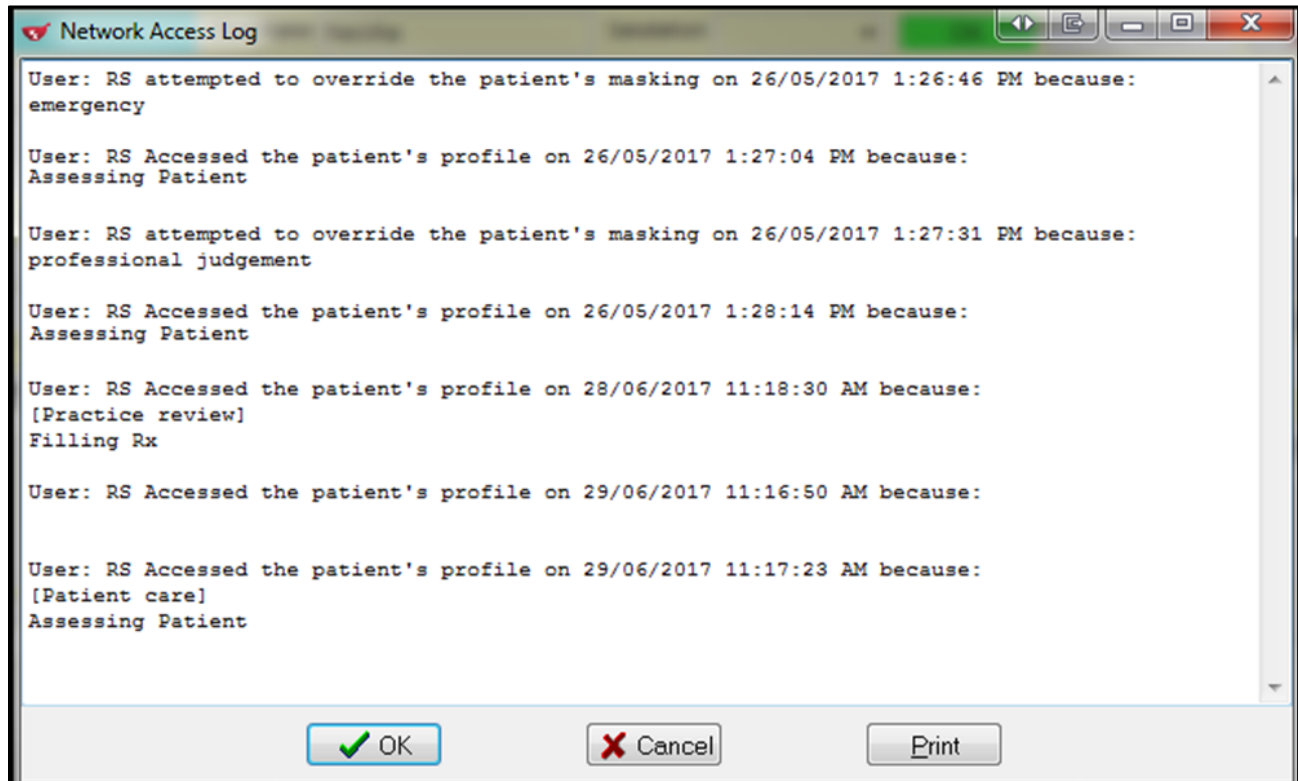 Network Access Log
User: RS attempted to override the patient's masking on 26/05/2017 1:26:46 PM because:
emergency
User: RS Accessed the patient's profile on 26/05/2017 1:27:04 PM because:
Assessing Patient
User: RS attempted to override the patient's masking on 26/05/2017 1:27:31 PM because:
professional judgement
User: RS Accessed the patient's profile on 26/05/2017 1:28:14 PM because:
Assessing Patient
User: RS Accessed the patient's profile on 28/06/2017 11:18:30 AM because:
[Practice review]
Filling Rx
User: RS Accessed the patient's profile on 29/06/2017 11:16:50 AM because:
User: RS Accessed the patient's profile on 29/06/2017 11:17:23 AM because:
[Patient care]
Assessing Patient
OK
Cancel
Print